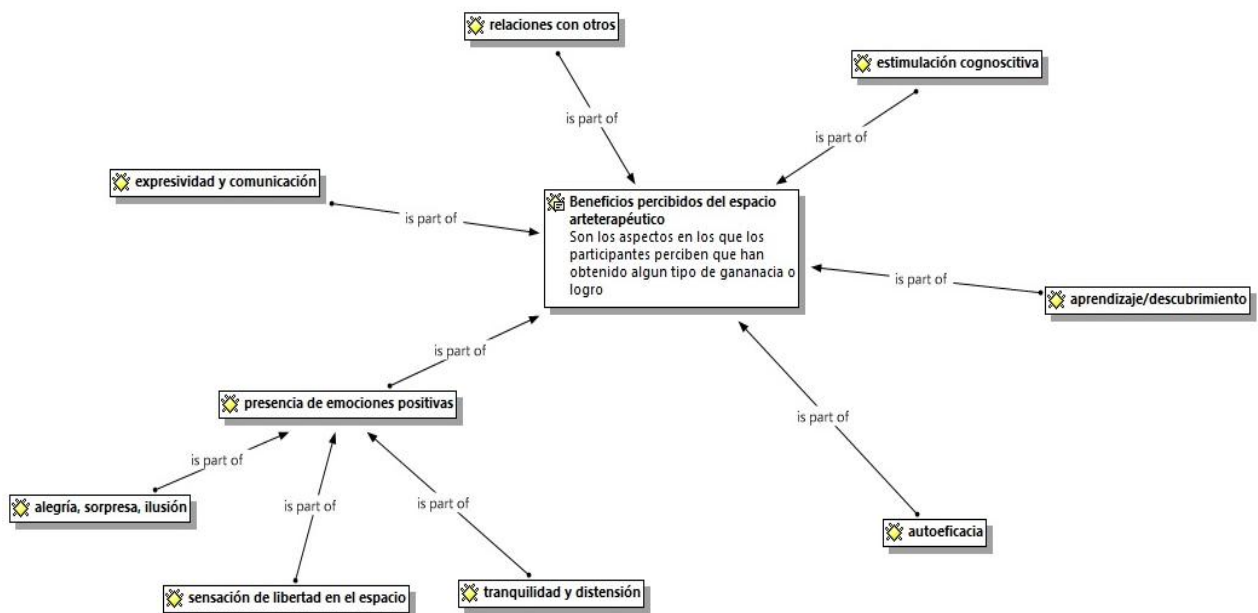 relaciones con otros
estimulación cognoscitiva
is part of
is part of
expresividad y comunicación
is part of
Beneficios percibidos del espacio
arteterapéutico
Son los aspectos en los que los
participantes perciben que han
obtenido algun tipo de gananacia o
logro
is part of
aprendizaje/descubrimiento
is part of
presencia de emociones positivas
is part of
is part of
is part of
is part of
alegría, sorpresa, ilusión
autoeficacia
sensación de libertad en el espacio
tranquilidad y distensión